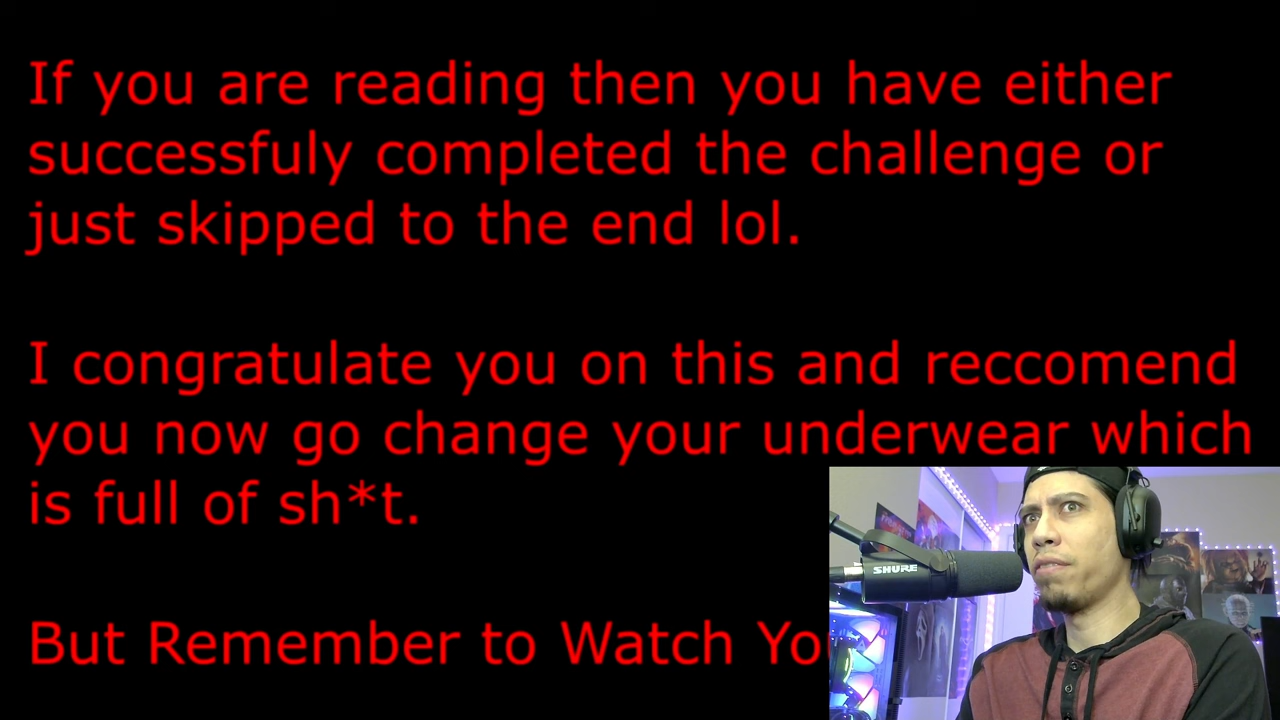 If you are reading then you have either
successfuly completed the challenge or
just skipped to the end lol.
I congratulate you on this and reccomend
you now go change your underwear which
is full of sh*t.
But Remember to Watch
SHURE